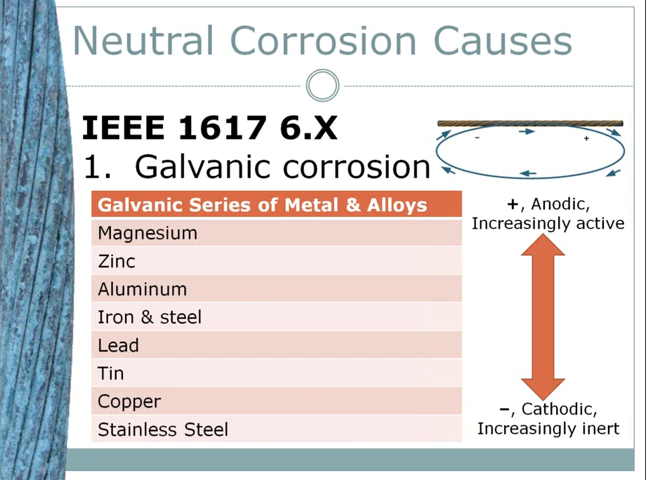 Neutral Corrosion Causes
IEEE 1617 6.X
1. Galvanic corrosion
- +
Galvanic Series of Metal & Alloys
Magnesium
Zinc
Aluminum
Iron & steel
Lead
Tin
Copper
Stainless Steel
+, Anodic,
Increasingly active
−, Cathodic,
Increasingly inert